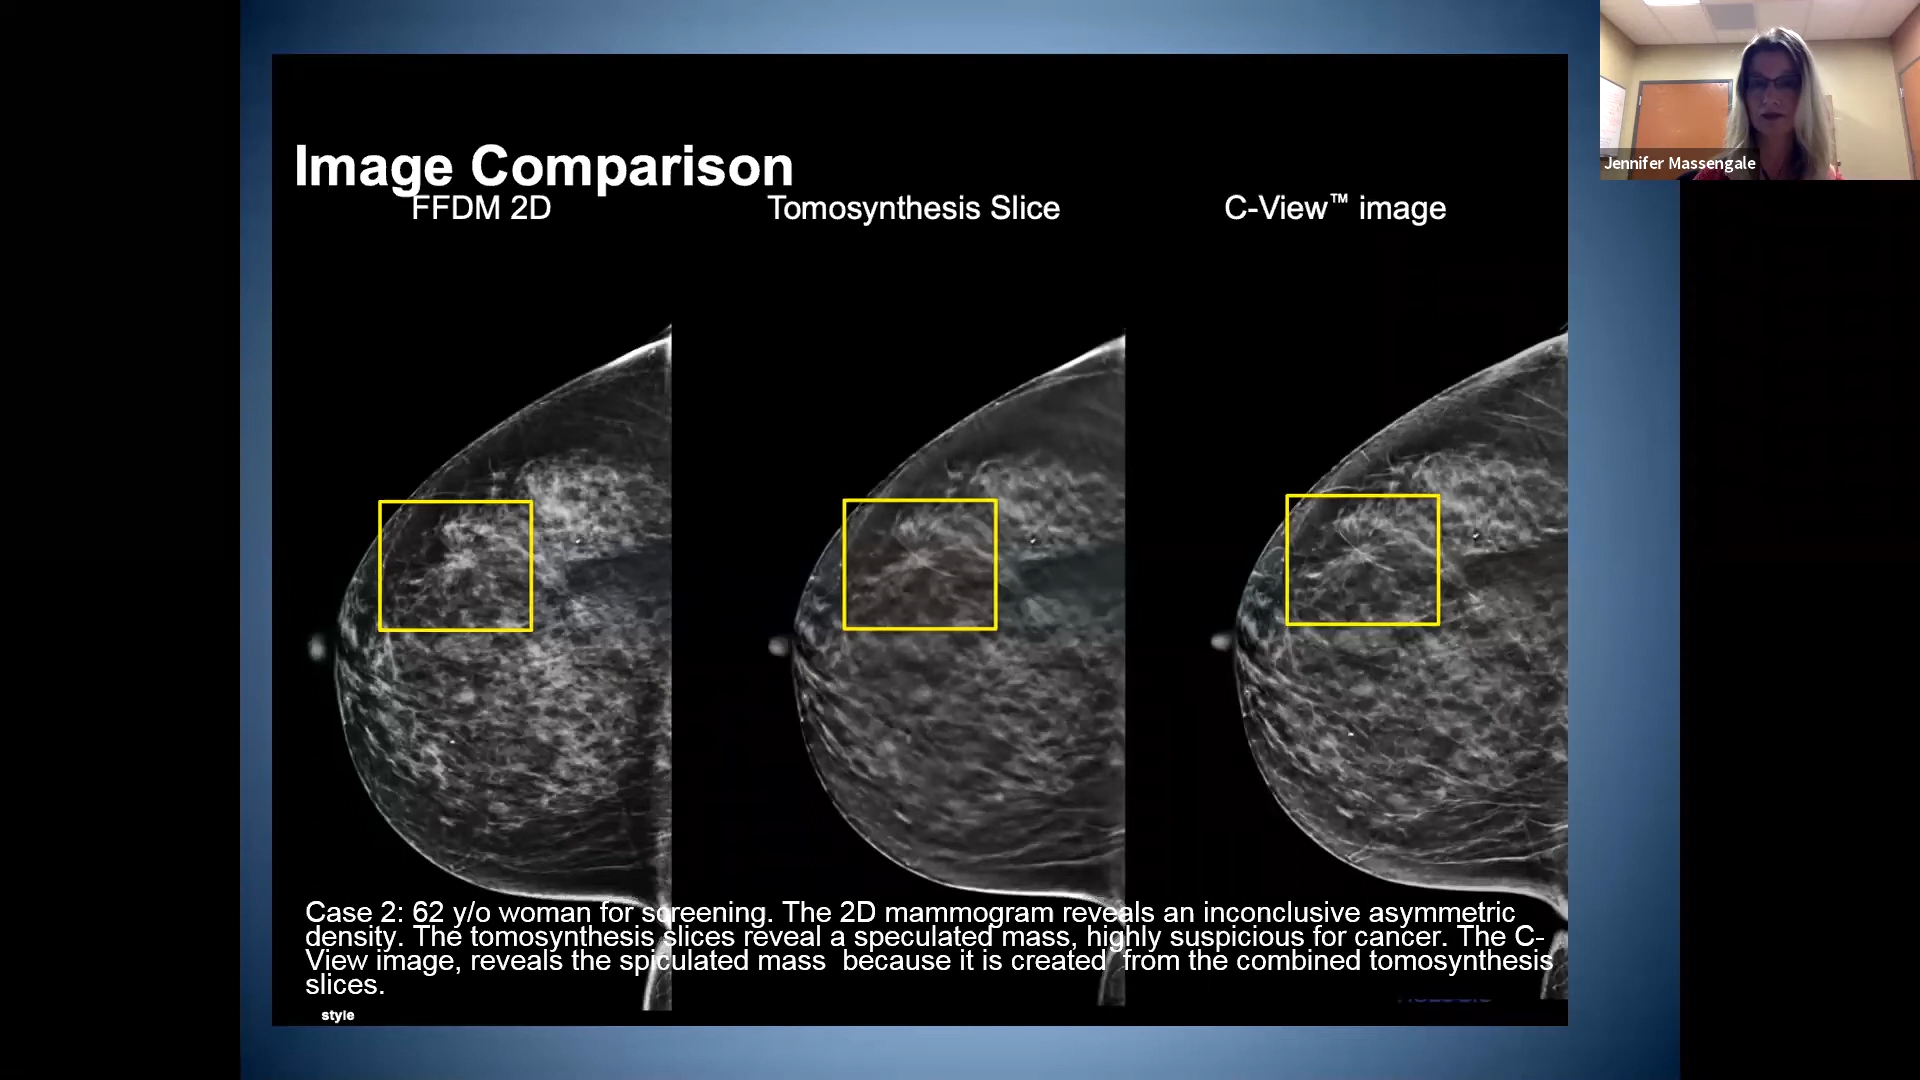 Image Comparison
FFDM 2D
Tomosynthesis Slice
C-View™ image
Jennifer Massengale
Case 2: 62 y/o woman for screening. The 2D mammogram reveals an inconclusive asymmetric
density. The tomosynthesis slices reveal a speculated mass, highly suspicious for cancer. The C-
View image, reveals the spiculated mass because it is created from the combined tomosynthesis
slices.
style